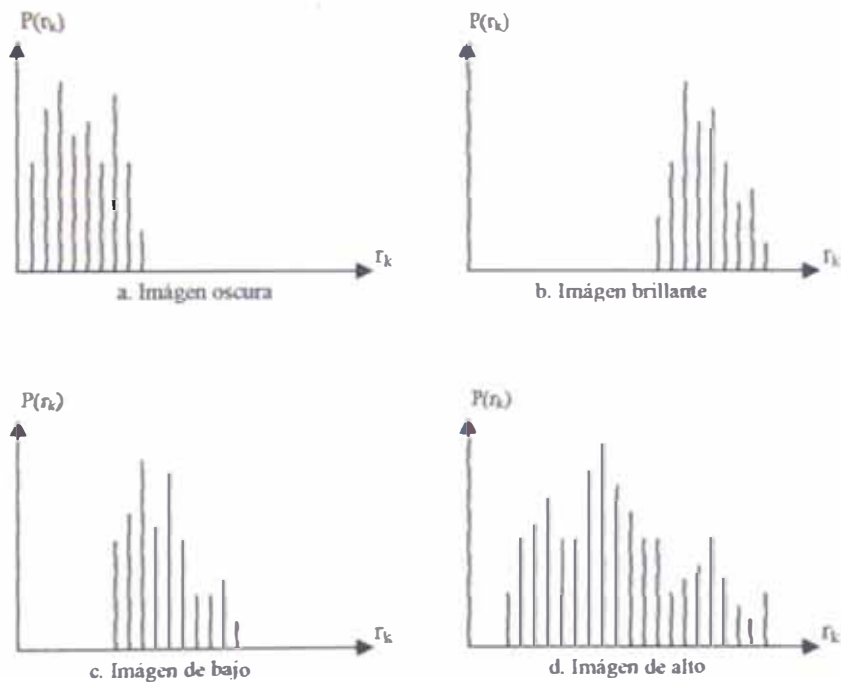 P(rₖ)
P(rₖ)
rₖ
rₖ
a. Imágen oscura
b. Imágen brillante
P(rₖ)
P(rₖ)
rₖ
rₖ
c. Imágen de bajo
d. Imágen de alto